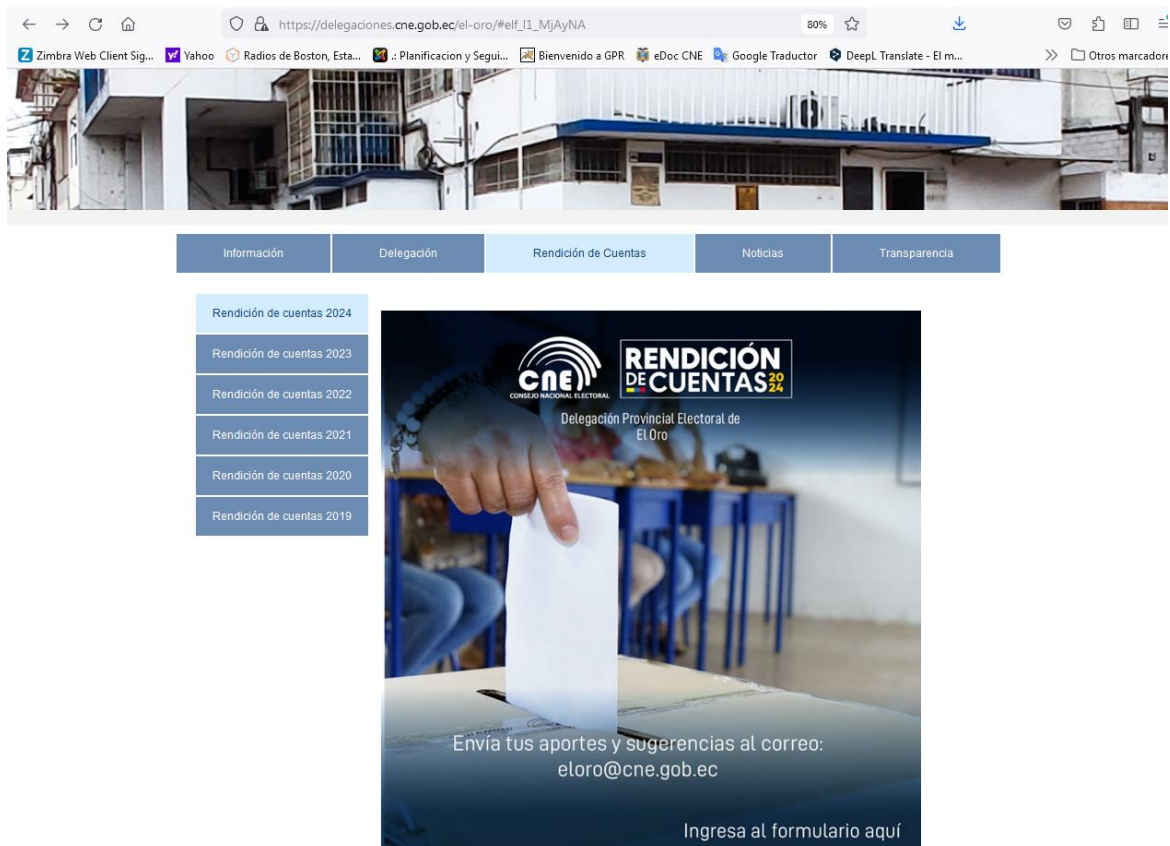 https://delegaciones.cne.gob.ec/el-oro/#elf_l1_MjAyNA
80%
Zimbra Web Client Sig...
Yahoo
Radios de Boston, Esta...
.: Planificacion y Segui...
Bienvenido a GPR
eDoc CNE
Google Traductor
DeepL Translate - El m...
Otros marcadore
Información
Delegación
Rendición de Cuentas
Noticias
Transparencia
Rendición de cuentas 2024
Rendición de cuentas 2023
Rendición de cuentas 2022
Rendición de cuentas 2021
Rendición de cuentas 2020
Rendición de cuentas 2019
CNE
CONSEJO NACIONAL ELECTORAL
RENDICIÓN
DE CUENTAS 2024
Delegación Provincial Electoral de
El Oro
Envía tus aportes y sugerencias al correo:
eloro@cne.gob.ec
Ingresa al formulario aquí